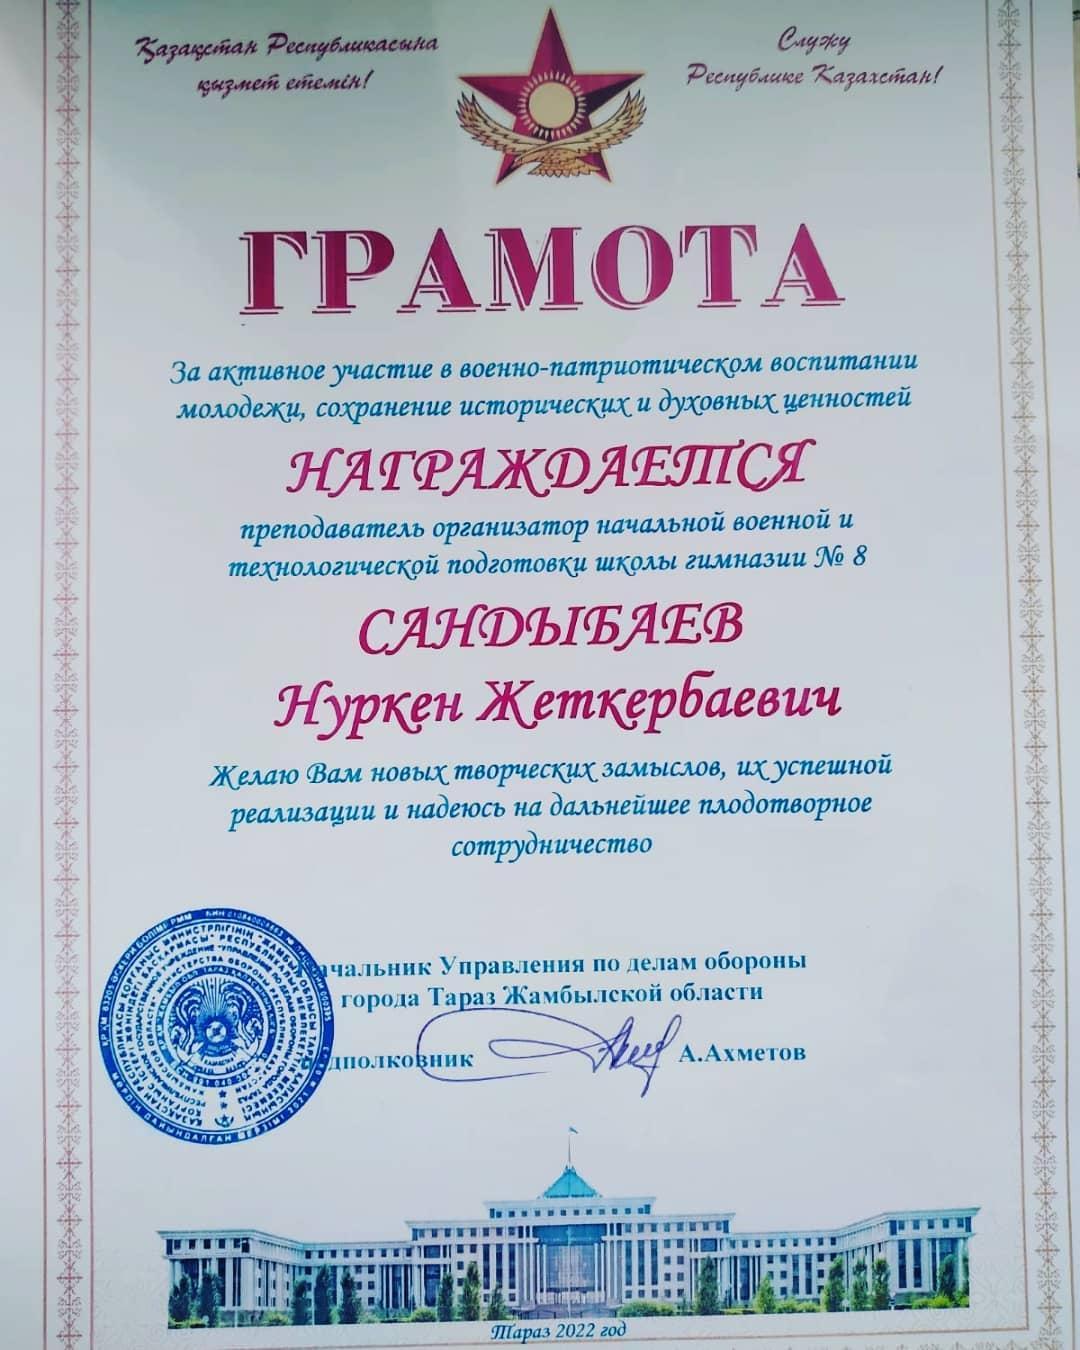 Қазақстан Республикасына
қызмет етемін!
Служу
Республике Казахстан!
ГРАМОТА
За активное участие в военно-патриотическом воспитании
молодежи, сохранение исторических и духовных ценностей
НАГРАЖДАЕТСЯ
преподаватель организатор начальной военной и
технологической подготовки школы гимназии № 8
САНДЫБАЕВ
Нуркен Жеткербаевич
Желаю Вам новых творческих замыслов, их успешной
реализации и надеюсь на дальнейшее плодотворное
сотрудничество
Начальник Управления по делам обороны
города Тараз Жамбылской области
Подполковник А.Ахметов
Тараз 2022 год